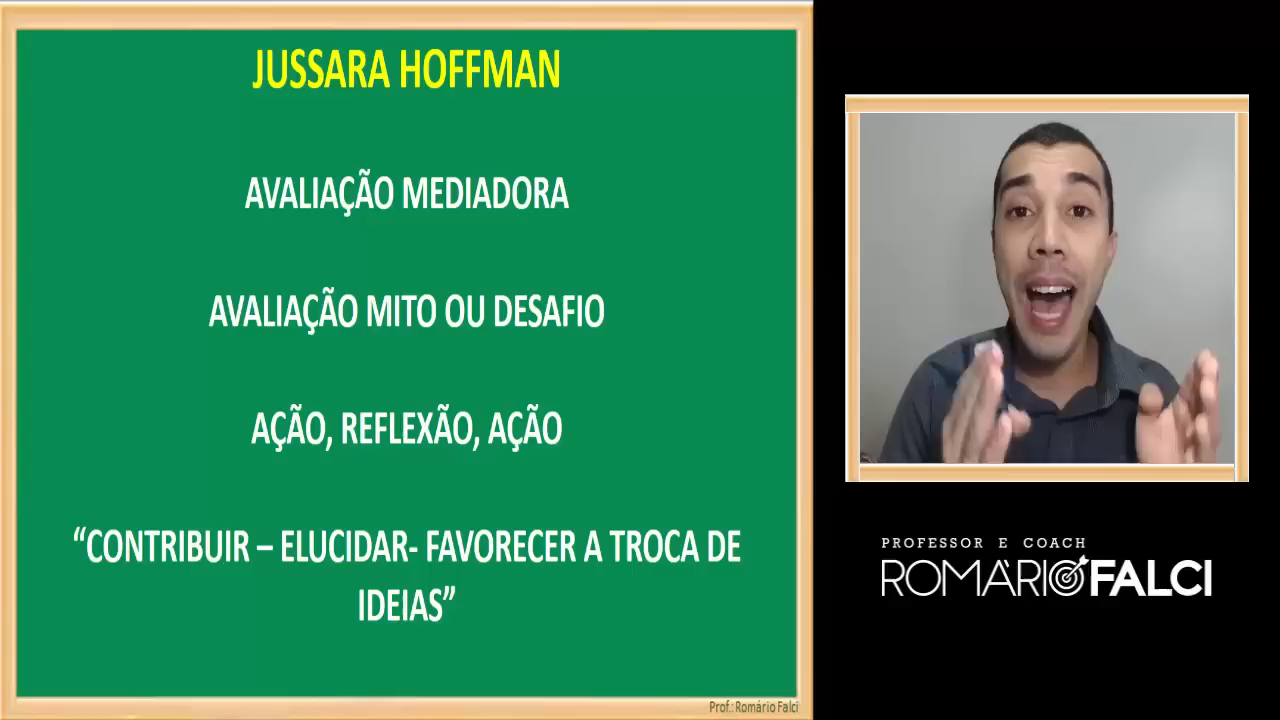 JUSSARA HOFFMAN
AVALIAÇÃO MEDIADORA
AVALIAÇÃO MITO OU DESAFIO
AÇÃO, REFLEXÃO, AÇÃO
“CONTRIBUIR – ELUCIDAR- FAVORECER A TROCA DE
IDEIAS”
Prof.: Romário Falci
PROFESSOR E COACH
ROMÁRIO FALCI